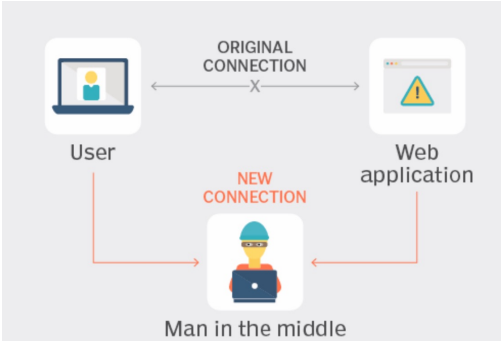 ORIGINAL
CONNECTION
X
User
Web
application
NEW
CONNECTION
Man in the middle